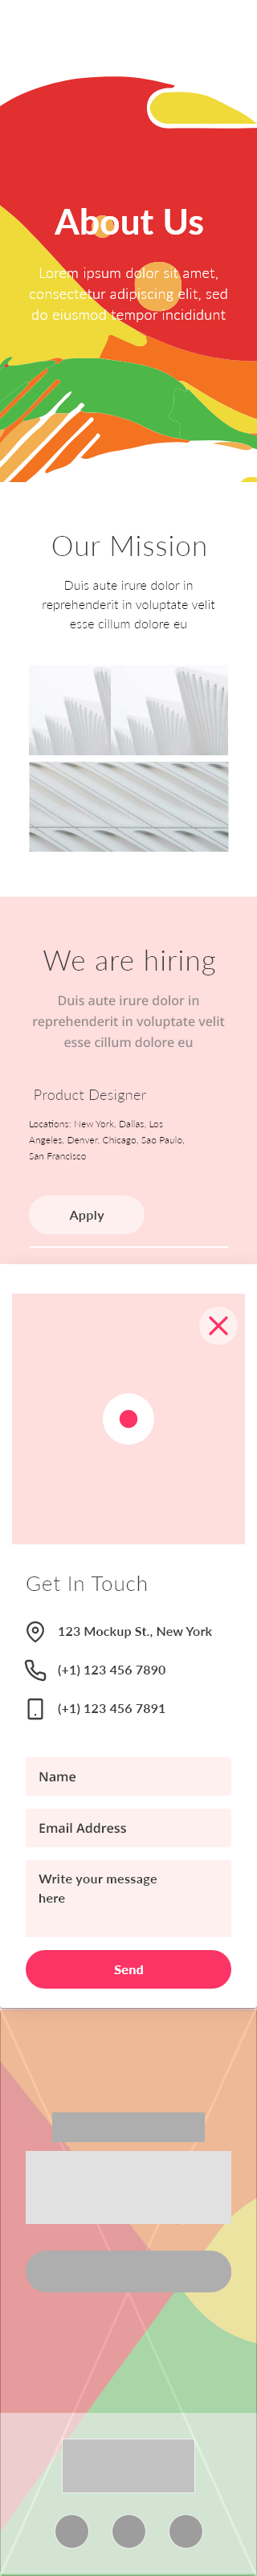 About Us
Lorem ipsum dolor sit amet,
consectetur adipiscing elit, sed
do eiusmod tempor incididunt
Our Mission
Duis aute irure dolor in
reprehenderit in voluptate velit
esse cillum dolore eu
We are hiring
Duis aute irure dolor in
reprehenderit in voluptate velit
esse cillum dolore eu
Product Designer
Locations: New York, Dallas, Los
Angeles, Denver, Chicago, Sao Paulo,
San Francisco
Apply
Get In Touch
123 Mockup St., New York
(+1) 123 456 7890
(+1) 123 456 7891
Name
Email Address
Write your message
here
Send